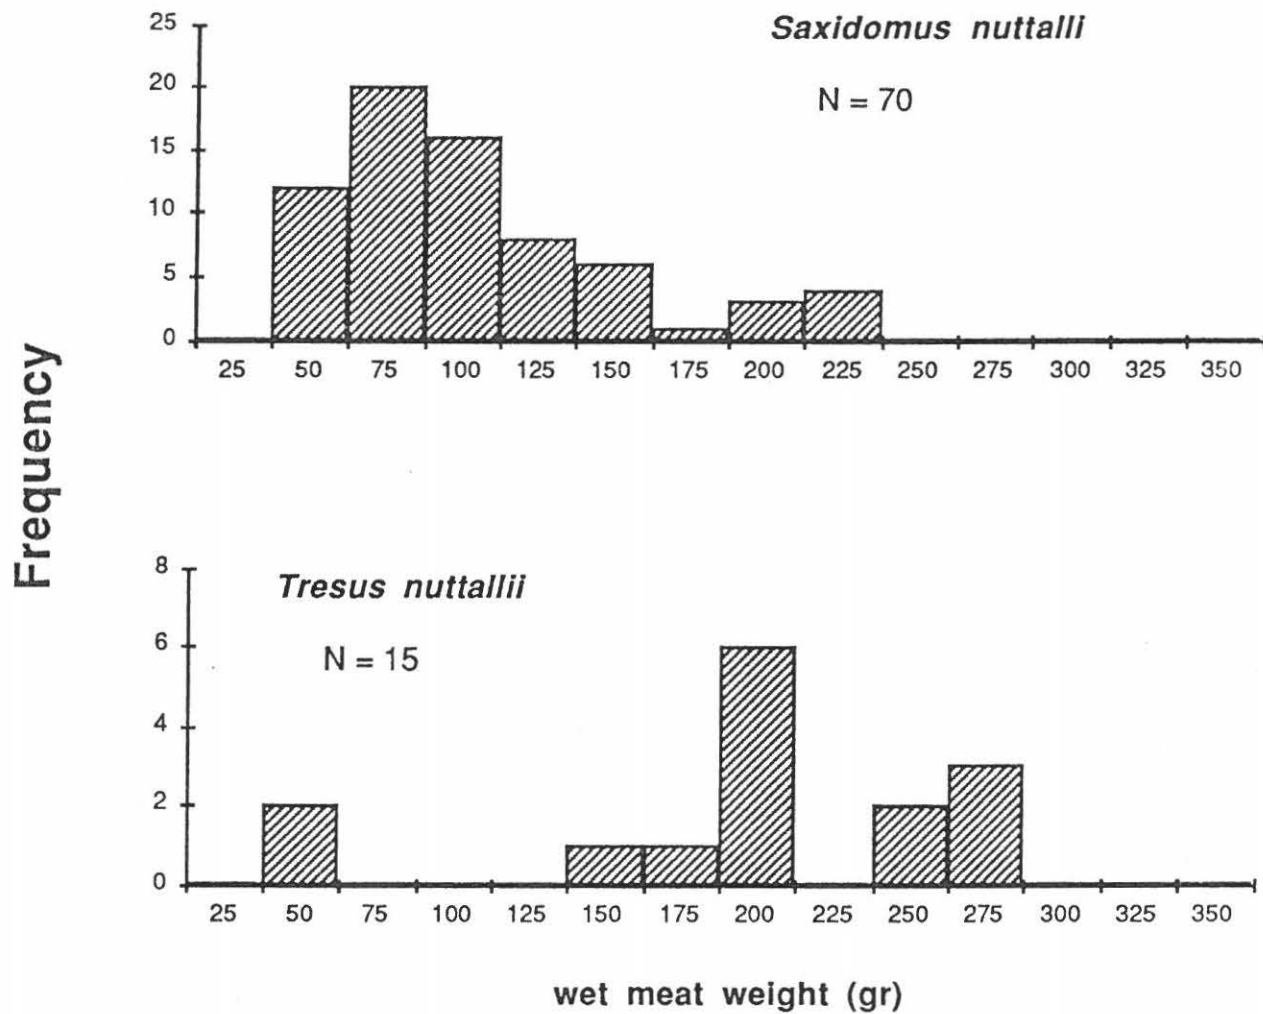 Frequency
Saxidomus nuttalli
N = 70
25
20
15
10
5
0
25 50 75 100 125 150 175 200 225 250 275 300 325 350
Tresus nuttallii
N = 15
8
6
4
2
0
25 50 75 100 125 150 175 200 225 250 275 300 325 350
wet meat weight (gr)